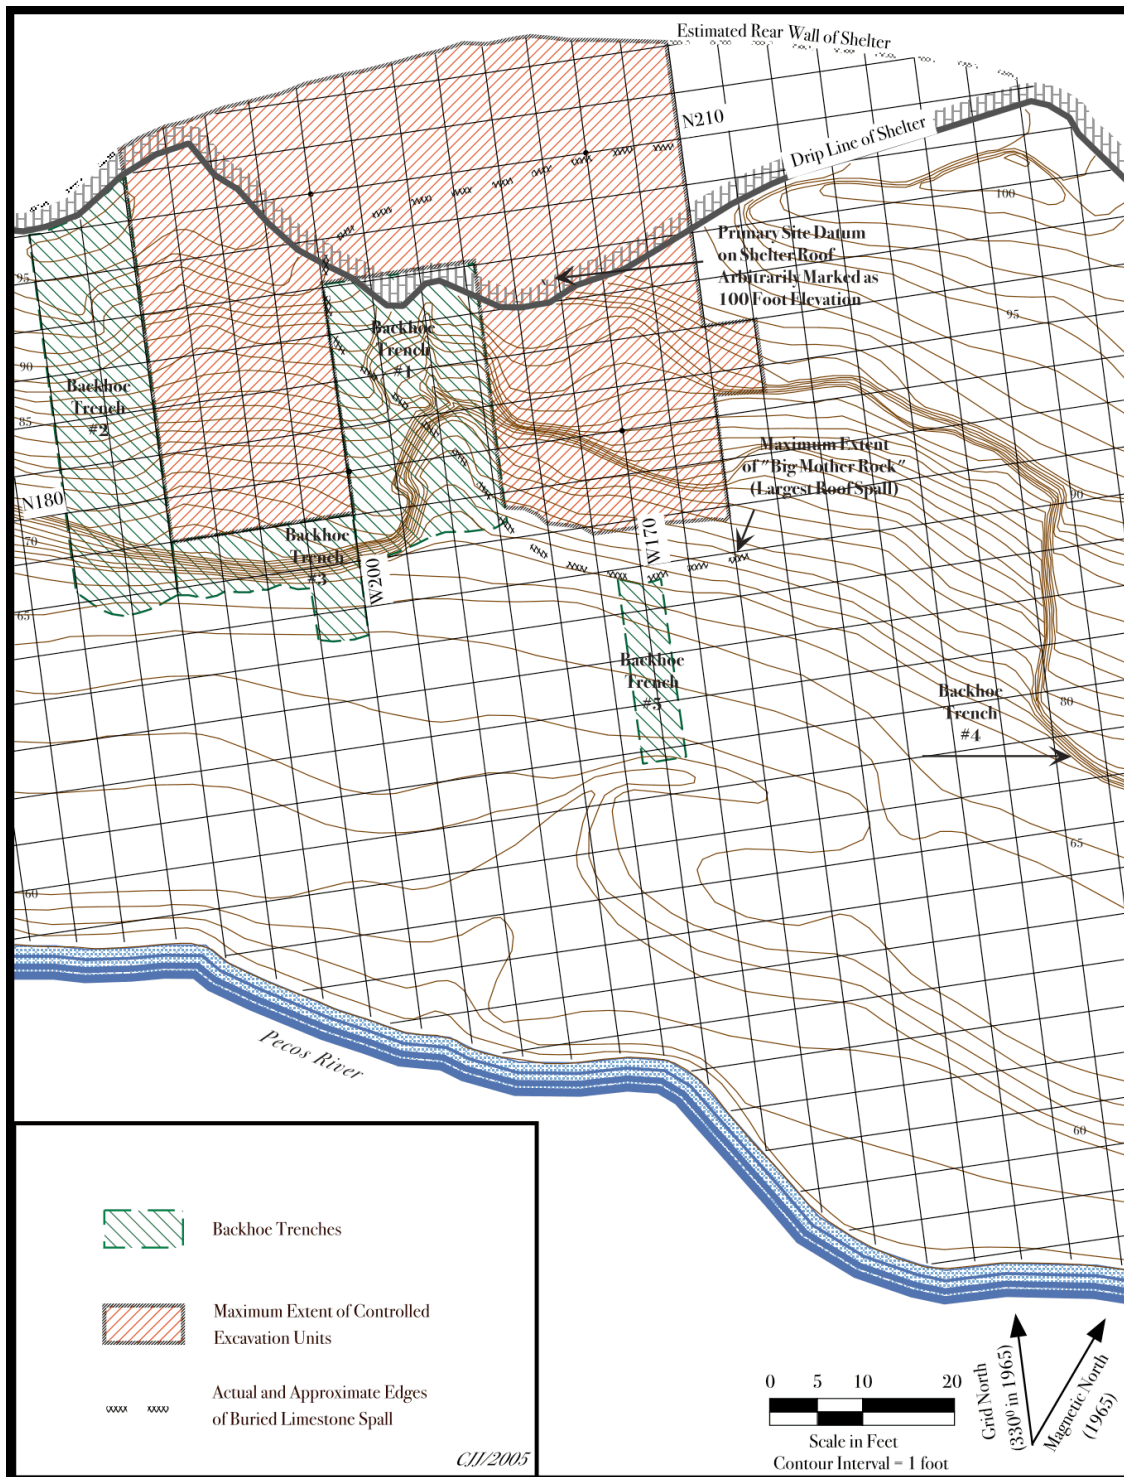 Estimated Rear Wall of Shelter
N210
Drip Line of Shelter
100
Primary Site Datum
on Shelter Roof
Arbitrarily Marked as
100 Foot Elevation
95
95
Backhoe
Trench
#1
90
Backhoe
Trench
#2
85
Maximum Extent
of "Big Mother Rock"
(Largest Roof Spall)
90
N180
70
Backhoe
Trench
#3
W200
W170
65
Backhoe
Trench
#5
Backhoe
Trench
#4
80
65
60
Pecos River
60
Backhoe Trenches
Maximum Extent of Controlled
Excavation Units
Actual and Approximate Edges
of Buried Limestone Spall
CJJ/2005
0 5 10 20
Scale in Feet
Contour Interval = 1 foot
Grid North
(330º in 1965)
Magnetic North
(1965)